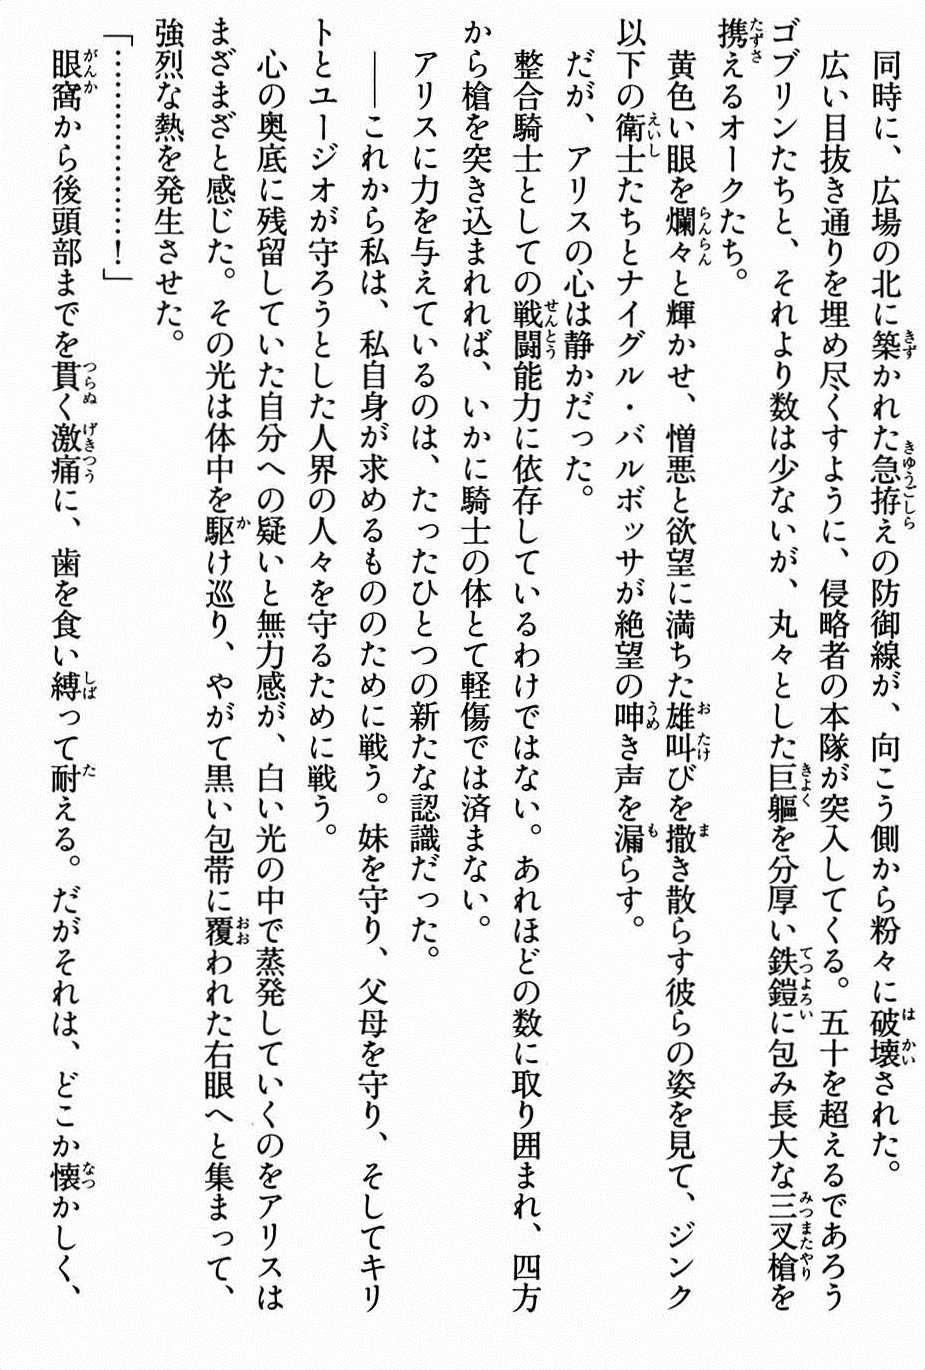 同時に、広場の北に築かれた急拵えの防御線が、向こう側から粉々に破壊された。
　広い目抜き通りを埋め尽くすように、侵略者の本隊が突入してくる。五十を超えるであろう
ゴブリンたちと、それより数は少ないが、丸々とした巨軀を分厚い鉄鎧に包み長大な三叉槍を
携えるオークたち。
　黄色い眼を爛々と輝かせ、憎悪と欲望に満ちた雄叫びを撒き散らす彼らの姿を見て、ジンク
以下の衛士たちとナイグル・バルボッサが絶望の呻き声を漏らす。
　だが、アリスの心は静かだった。
　整合騎士としての戦闘能力に依存しているわけではない。あれほどの数に取り囲まれ、四方
から槍を突き込まれれば、いかに騎士の体とて軽傷では済まない。
　アリスに力を与えているのは、たったひとつの新たな認識だった。
　――これから私は、私自身が求めるもののために戦う。妹を守り、父母を守り、そしてキリ
トとユージオが守ろうとした人界の人々を守るために戦う。
　心の奥底に残留していた自分への疑いと無力感が、白い光の中で蒸発していくのをアリスは
まざまざと感じた。その光は体中を駆け巡り、やがて黒い包帯に覆われた右眼へと集まって、
強烈な熱を発生させた。
「………………！」
　眼窩から後頭部までを貫く激痛に、歯を食い縛って耐える。だがそれは、どこか懐かしく、